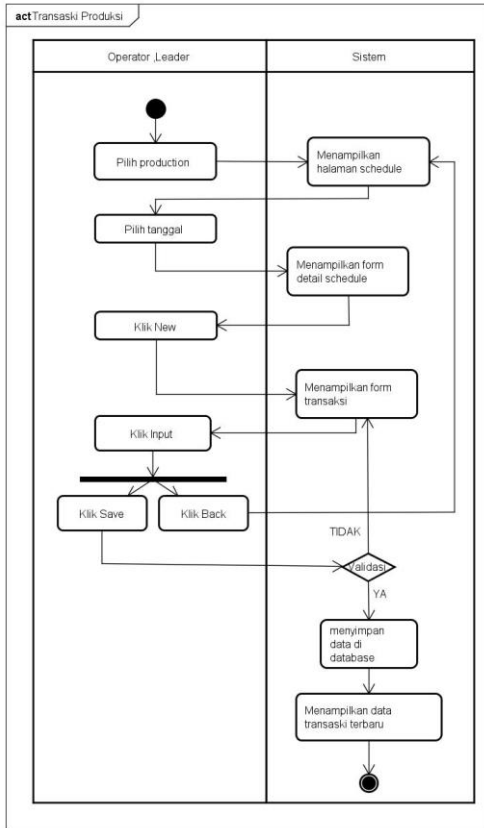 act Transaski Produksi
Operator ,Leader
Sistem
Pilih production
Menampilkan
halaman schedule
Pilih tanggal
Menampilkan form
detail schedule
Klik New
Menampilkan form
transaksi
Klik Input
Klik Save
Klik Back
TIDAK
Validasi
YA
menyimpan
data di
database
Menampilkan data
transaski terbaru